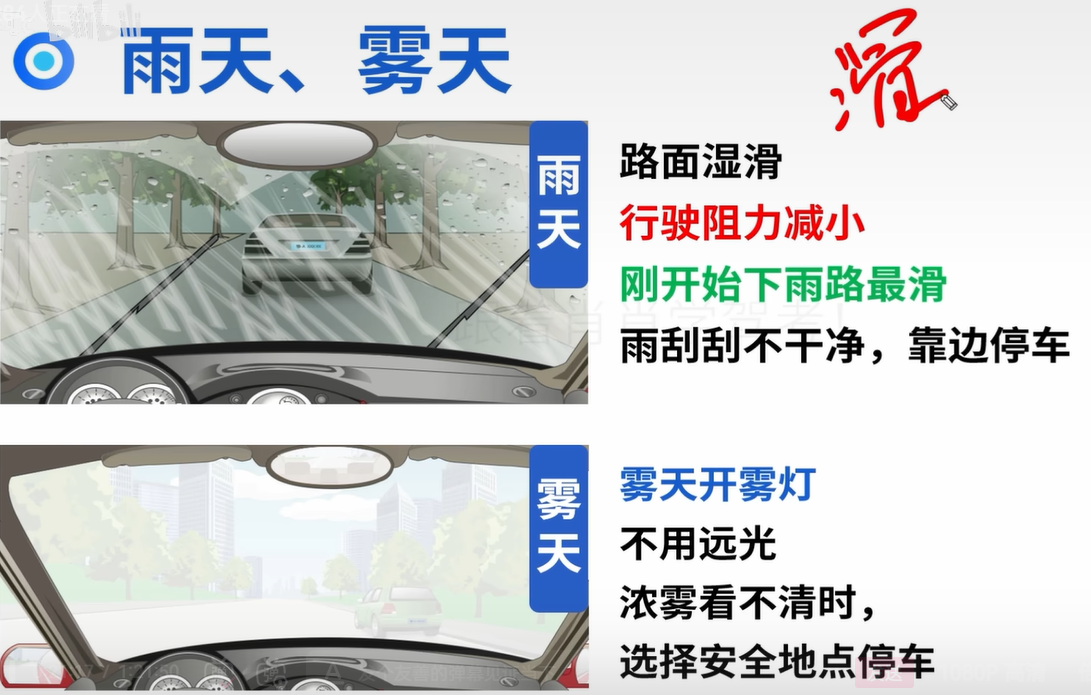 雨天、雾天
滑
雨天
路面湿滑
行驶阻力减小
刚开始下雨路最滑
雨刮刮不干净，靠边停车
雾天
雾天开雾灯
不用远光
浓雾看不清时，
选择安全地点停车